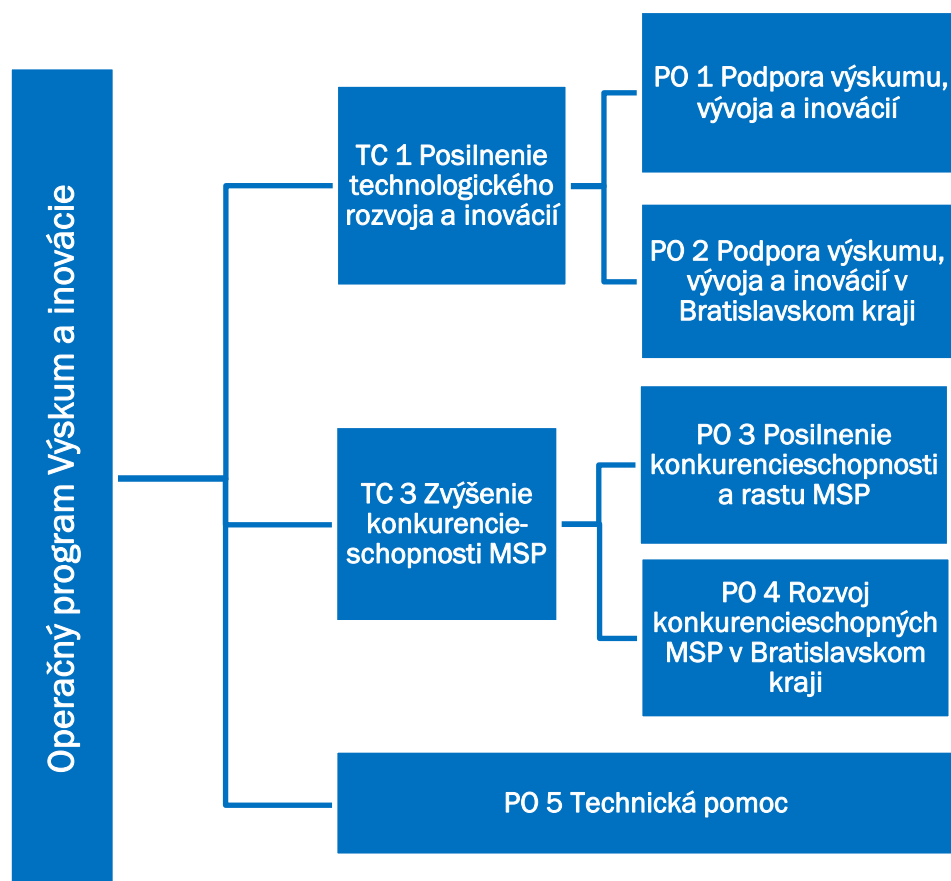 Operačný program Výskum a inovácie
TC 1 Posilnenie
technologického
rozvoja a inovácií
PO 1 Podpora výskumu,
vývoja a inovácií
PO 2 Podpora výskumu,
vývoja a inovácií v
Bratislavskom kraji
TC 3 Zvýšenie
konkurencie-
schopnosti MSP
PO 3 Posilnenie
konkurencieschopnosti
a rastu MSP
PO 4 Rozvoj
konkurencieschopných
MSP v Bratislavskom
kraji
PO 5 Technická pomoc